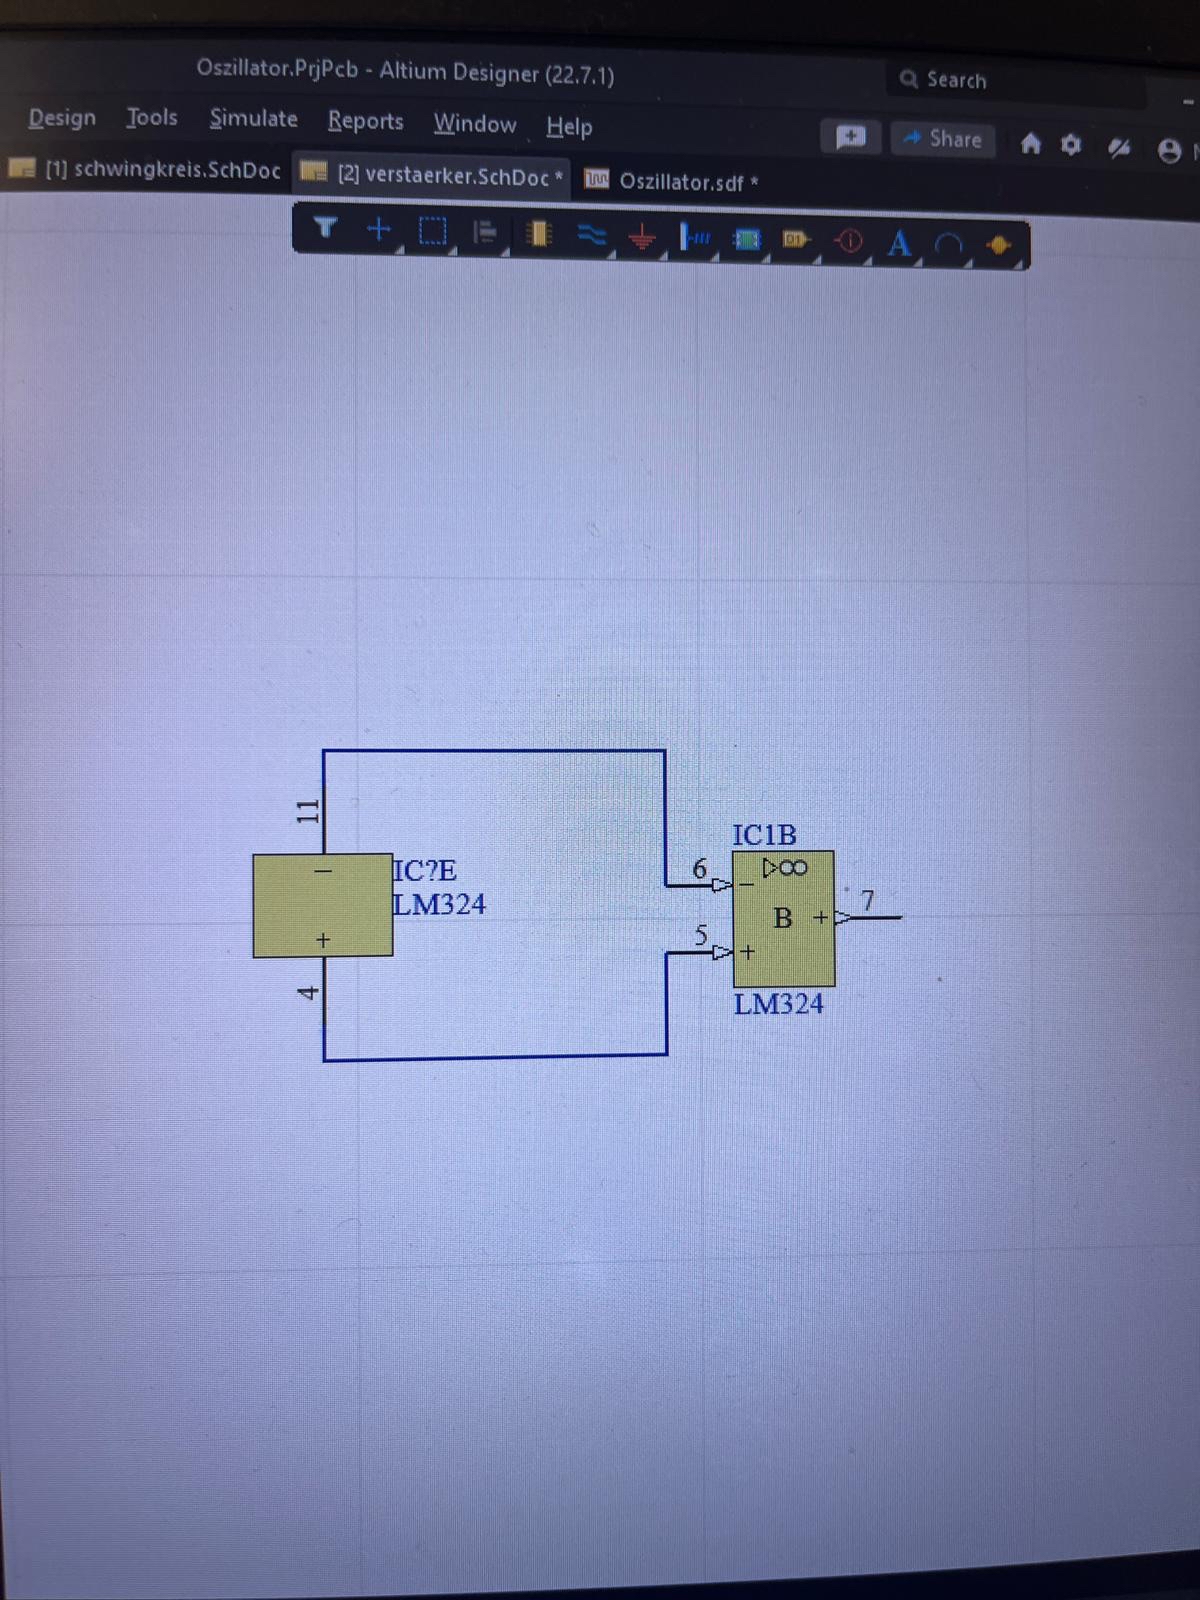 Oszillator.PrjPcb - Altium Designer (22.7.1)
Search
Design Tools Simulate Reports Window Help
Share
[1] schwingkreis.SchDoc
[2] verstaerker.SchDoc *
Oszillator.sdf *
A
11
IC?E
LM324
−
+
4
IC1B
6
−
▷∞
B
+
7
5
+
LM324